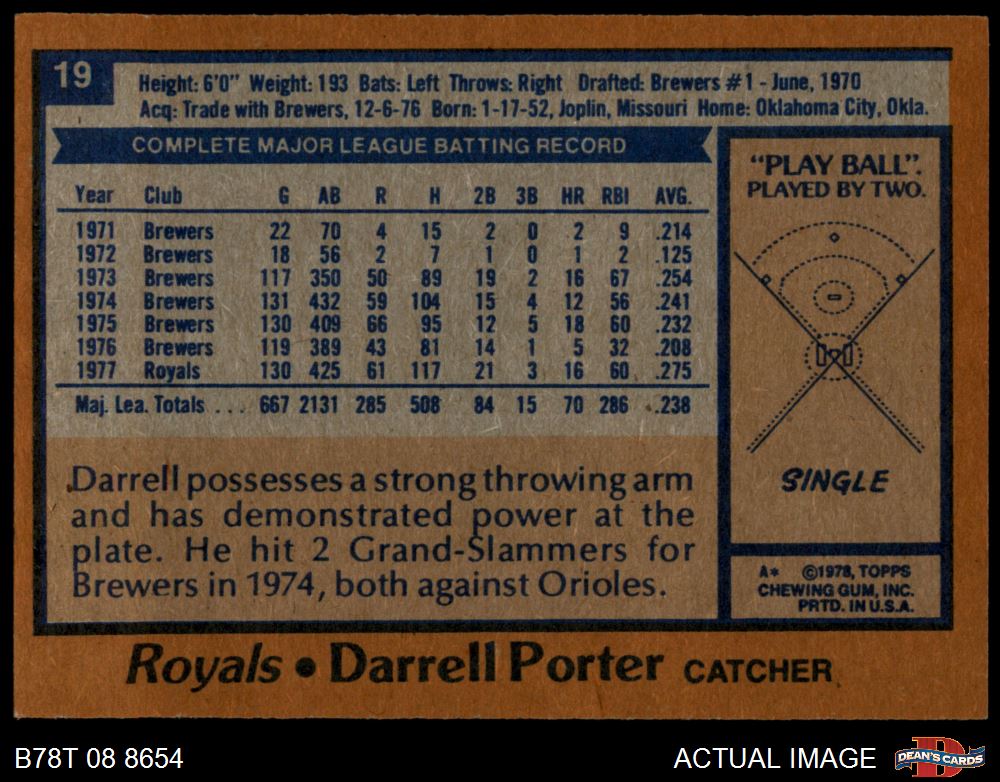 19
Height: 6'0" Weight: 193 Bats: Left Throws: Right Drafted: Brewers #1 - June, 1970
Acq: Trade with Brewers, 12-6-76 Born: 1-17-52, Joplin, Missouri Home: Oklahoma City, Okla.
COMPLETE MAJOR LEAGUE BATTING RECORD
Year Club G AB R H 2B 3B HR RBI AVG.
1971 Brewers 22 70 4 15 2 0 2 9 .214
1972 Brewers 18 56 2 7 1 0 1 2 .125
1973 Brewers 117 350 50 89 19 2 16 67 .254
1974 Brewers 131 432 59 104 15 4 12 56 .241
1975 Brewers 130 409 66 95 12 5 18 60 .232
1976 Brewers 119 389 43 81 14 1 5 32 .208
1977 Royals 130 425 61 117 21 3 16 60 .275
Maj. Lea. Totals . . . 667 2131 285 508 84 15 70 286 .238
Darrell possesses a strong throwing arm
and has demonstrated power at the
plate. He hit 2 Grand-Slammers for
Brewers in 1974, both against Orioles.
"PLAY BALL".
PLAYED BY TWO.
SINGLE
A* ©1978, TOPPS
CHEWING GUM, INC.
PRTD. IN U.S.A.
Royals • Darrell Porter CATCHER
B78T 08 8654
ACTUAL IMAGE
D
DEAN'S CARDS